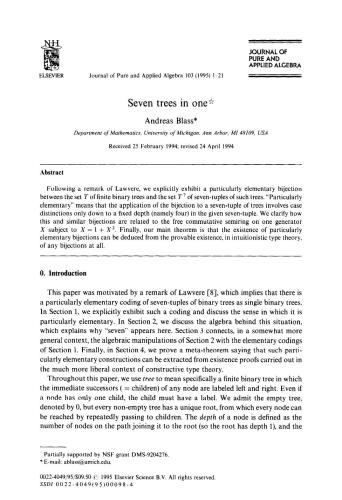 NH
ELSEVIER
Journal of Pure and Applied Algebra 103 (1995) 1-21
JOURNAL OF
PURE AND
APPLIED ALGEBRA
Seven trees in one☆
Andreas Blass*
Department of Mathematics, University of Michigan, Ann Arbor, MI 48109, USA
Received 25 February 1994; revised 24 April 1994
Abstract
Following a remark of Lawvere, we explicitly exhibit a particularly elementary bijection
between the set T of finite binary trees and the set T⁷ of seven-tuples of such trees. "Particularly
elementary" means that the application of the bijection to a seven-tuple of trees involves case
distinctions only down to a fixed depth (namely four) in the given seven-tuple. We clarify how
this and similar bijections are related to the free commutative semiring on one generator
X subject to X = 1 + X². Finally, our main theorem is that the existence of particularly
elementary bijections can be deduced from the provable existence, in intuitionistic type theory,
of any bijections at all.
0. Introduction
This paper was motivated by a remark of Lawvere [8], which implies that there is
a particularly elementary coding of seven-tuples of binary trees as single binary trees.
In Section 1, we explicitly exhibit such a coding and discuss the sense in which it is
particularly elementary. In Section 2, we discuss the algebra behind this situation,
which explains why "seven" appears here. Section 3 connects, in a somewhat more
general context, the algebraic manipulations of Section 2 with the elementary codings
of Section 1. Finally, in Section 4, we prove a meta-theorem saying that such parti-
cularly elementary constructions can be extracted from existence proofs carried out in
the much more liberal context of constructive type theory.
Throughout this paper, we use tree to mean specifically a finite binary tree in which
the immediate successors ( = children) of any node are labeled left and right. Even if
a node has only one child, the child must have a label. We admit the empty tree,
denoted by 0, but every non-empty tree has a unique root, from which every node can
be reached by repeatedly passing to children. The depth of a node is defined as the
number of nodes on the path joining it to the root (so the root has depth 1), and the
☆ Partially supported by NSF grant DMS-9204276.
* E-mail: ablass@umich.edu.
0022-4049/95/$09.50 © 1995 Elsevier Science B.V. All rights reserved.
SSDI 0022-4049(95)00098-4